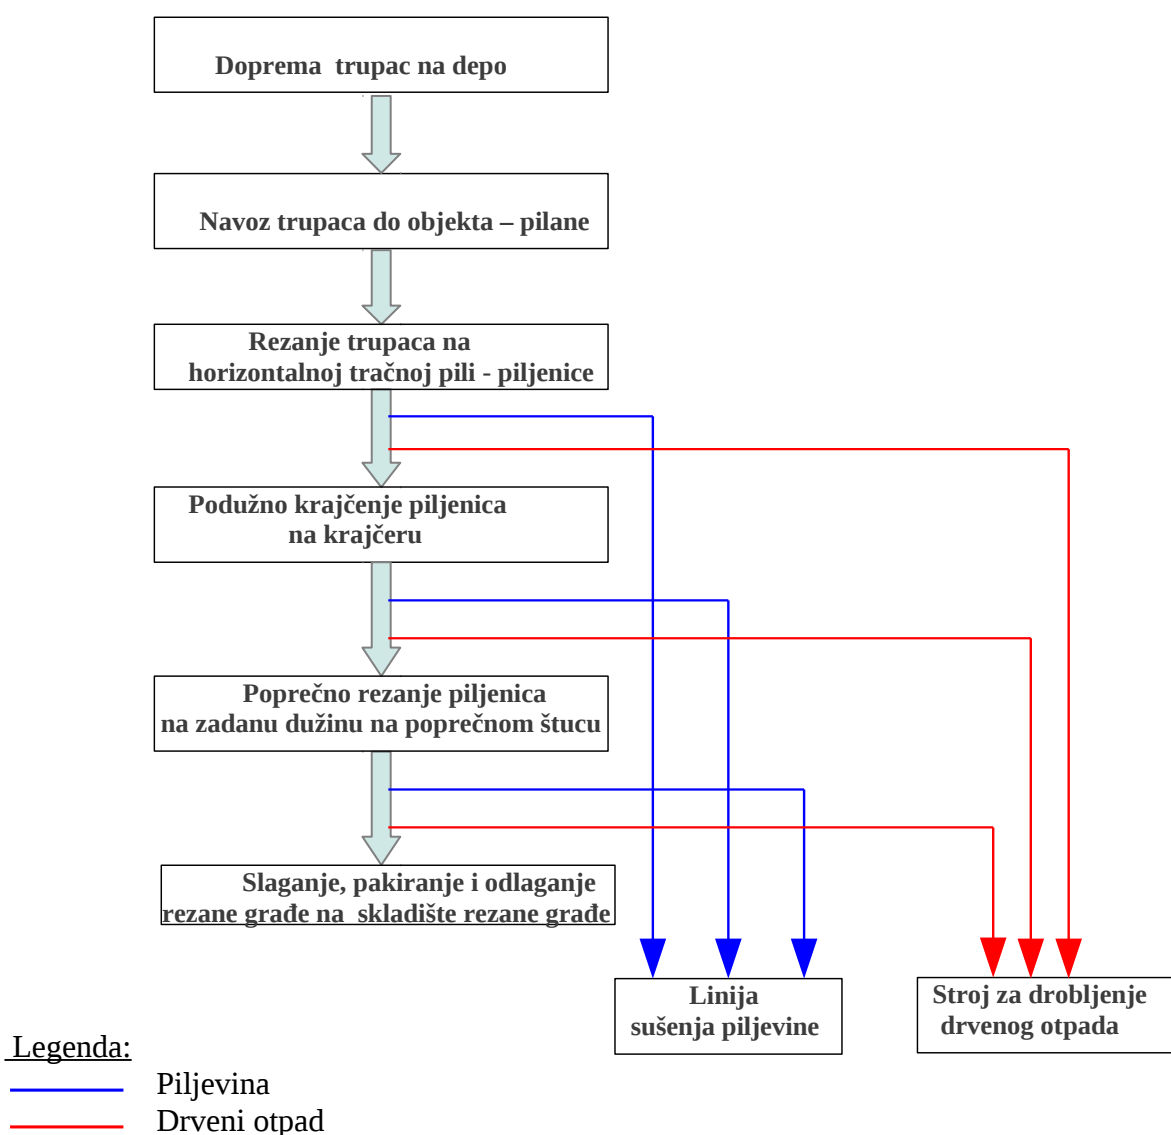 Doprema  trupac na depo
Navoz trupaca do objekta – pilane
Rezanje trupaca na
horizontalnoj tračnoj pili - piljenice
Podužno krajčenje piljenica
na krajčeru
Poprečno rezanje piljenica
na zadanu dužinu na poprečnom štucu
Slaganje, pakiranje i odlaganje
rezane građe na  skladište rezane građe
Linija
sušenja piljevine
Stroj za drobljenje
drvenog otpada
Legenda:
Piljevina
Drveni otpad